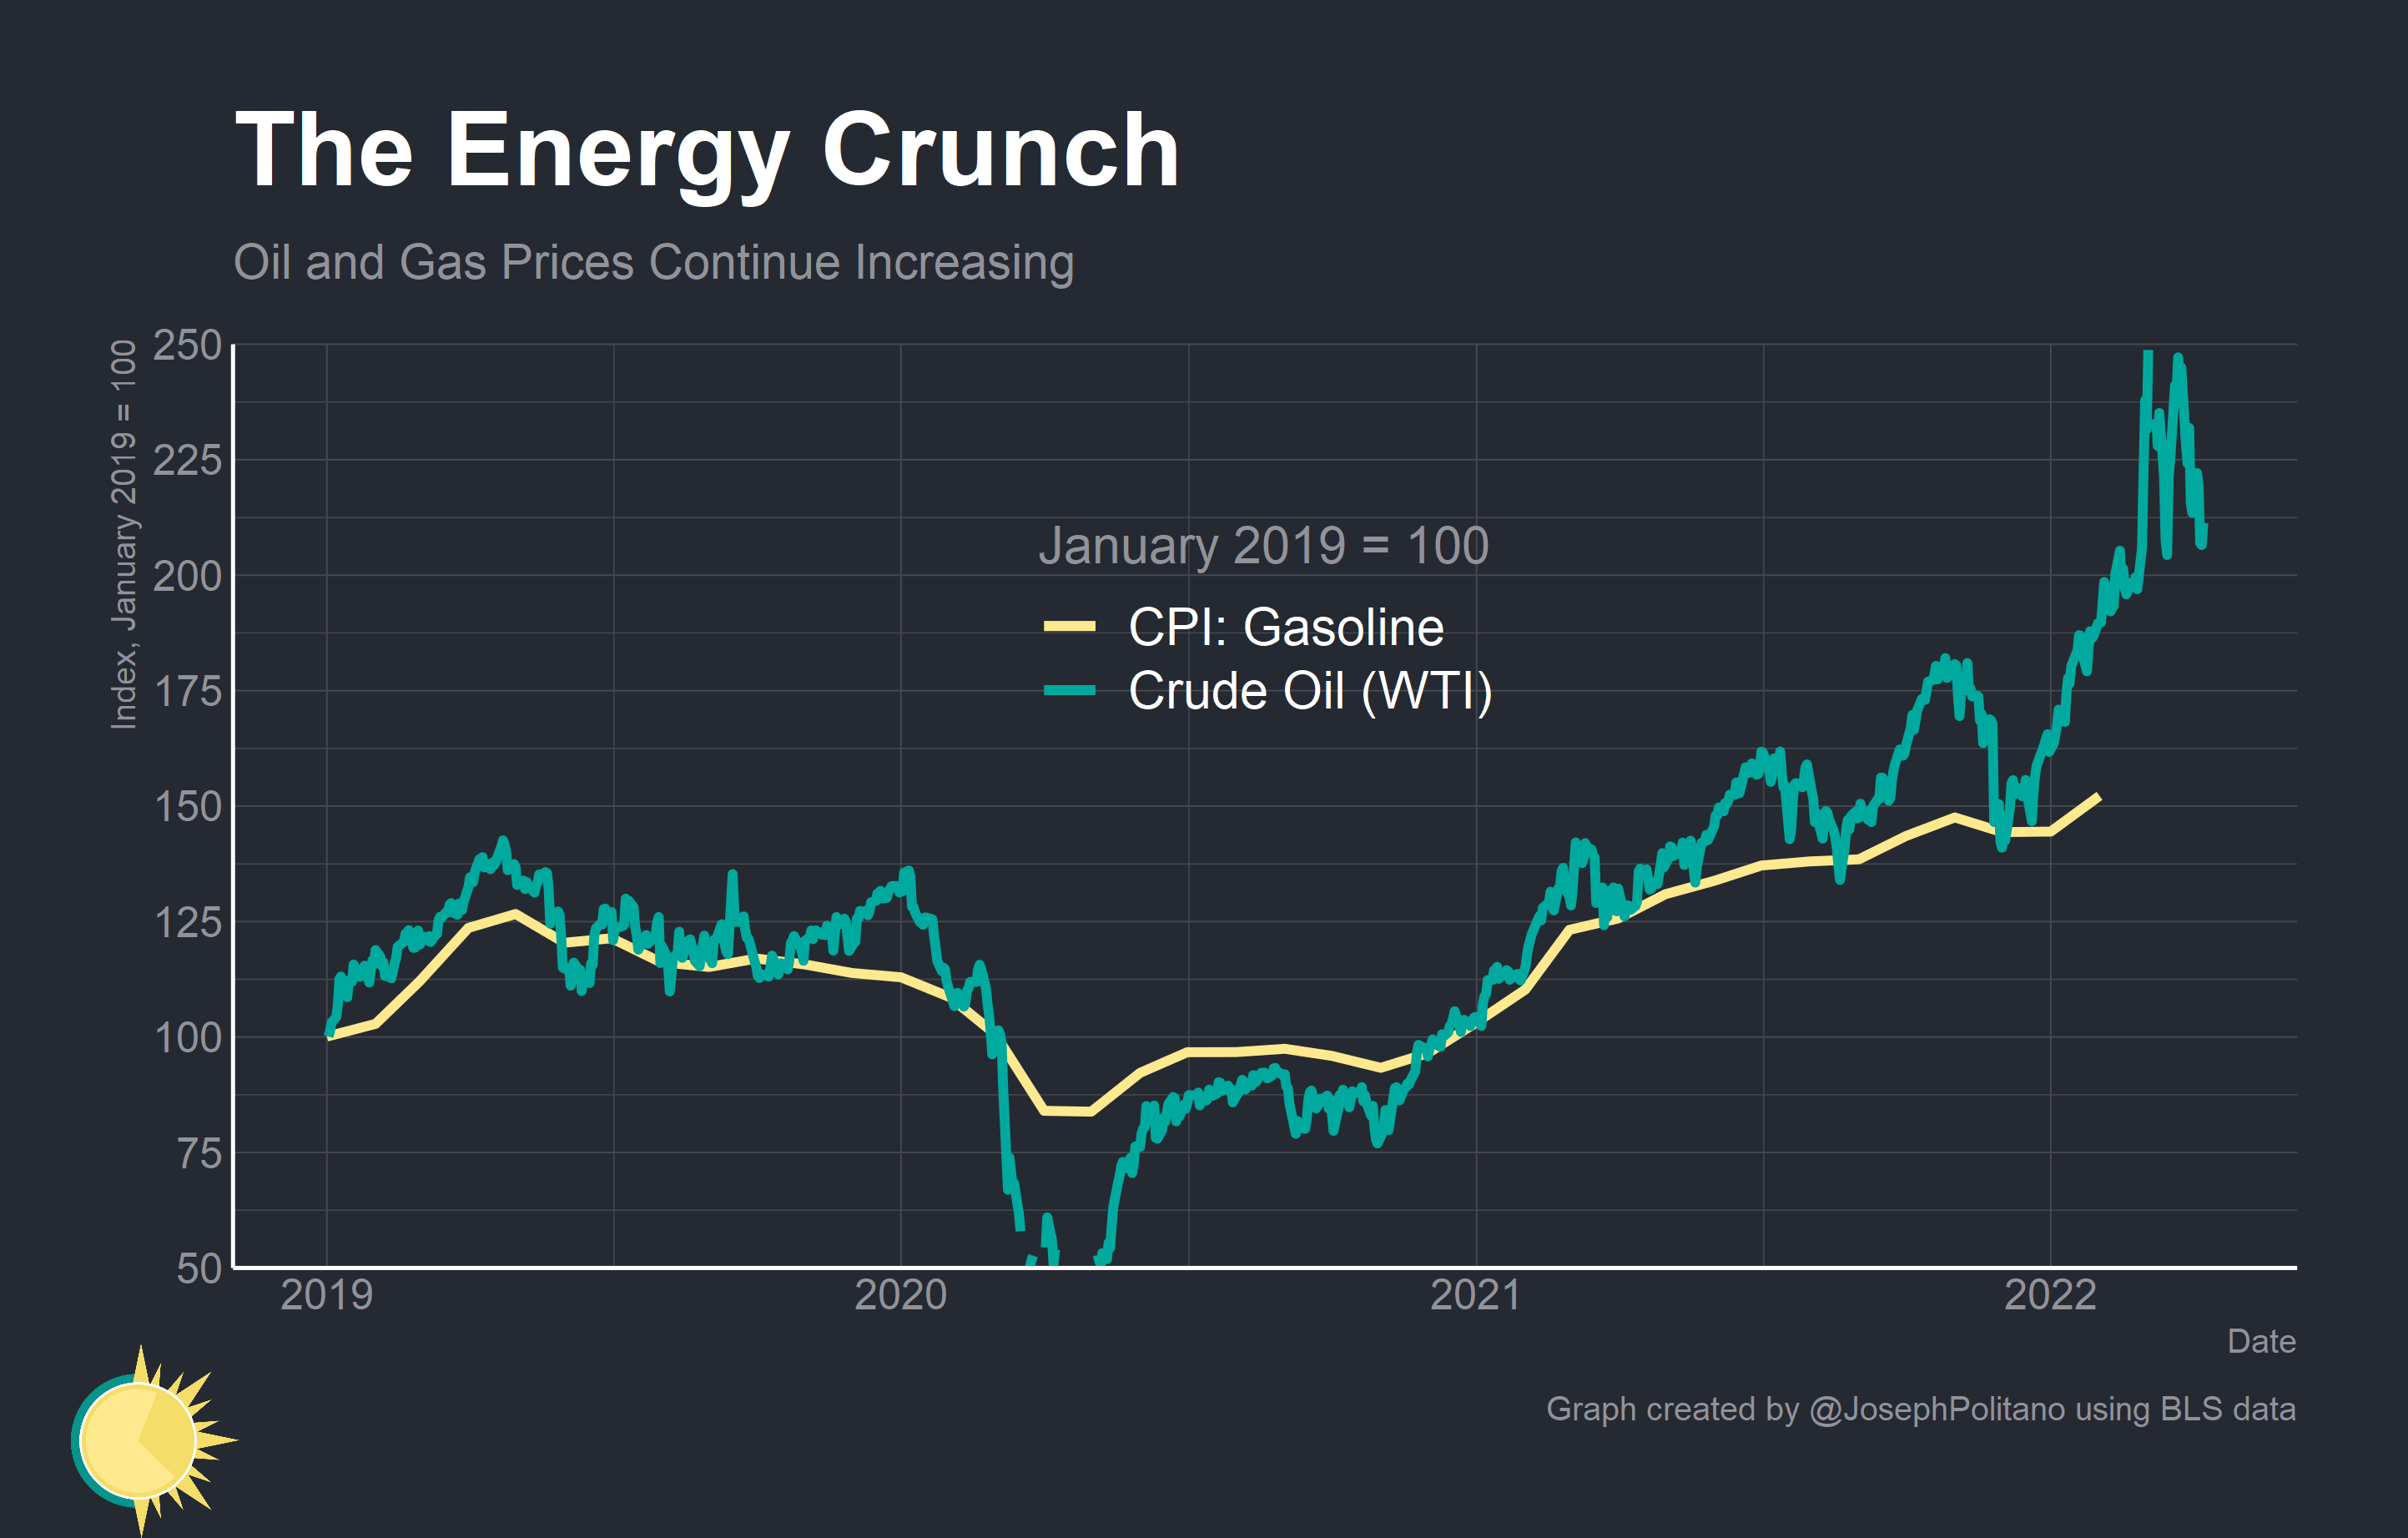 The Energy Crunch
Oil and Gas Prices Continue Increasing
Index, January 2019 = 100
250
225
200
175
150
125
100
75
50
January 2019 = 100
CPI: Gasoline
Crude Oil (WTI)
2019
2020
2021
2022
Date
Graph created by @JosephPolitano using BLS data